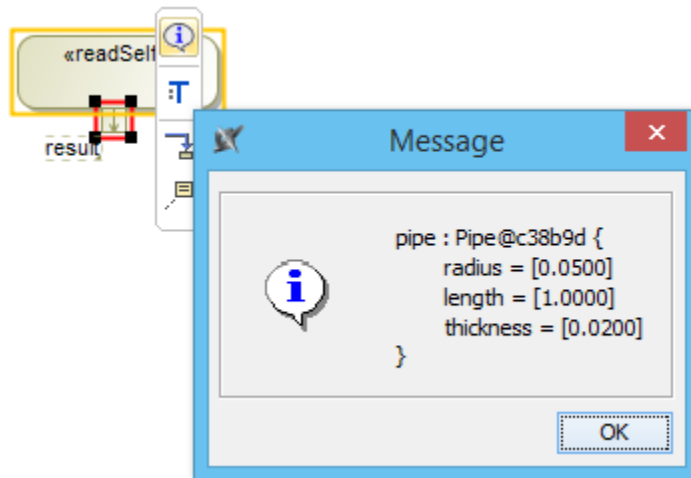 «readSelf
:T
result
Message
pipe : Pipe@c38b9d {
radius = [0.0500]
length = [1.0000]
thickness = [0.0200]
}
OK